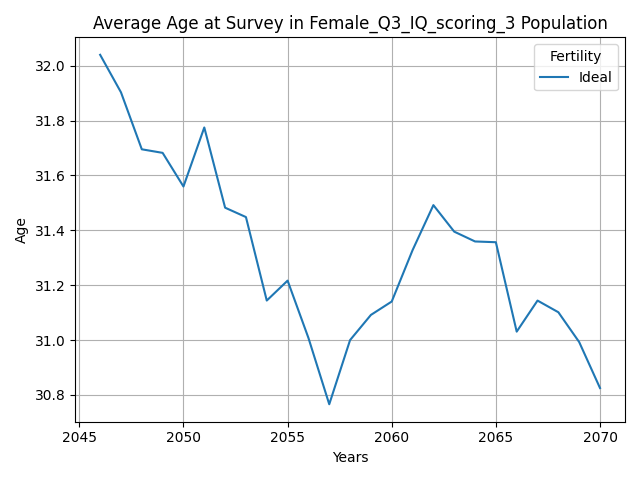 Average Age at Survey in Female_Q3_IQ_scoring_3 Population
Fertility
Ideal
Age
32.0
31.8
31.6
31.4
31.2
31.0
30.8
2045
2050
2055
2060
2065
2070
Years